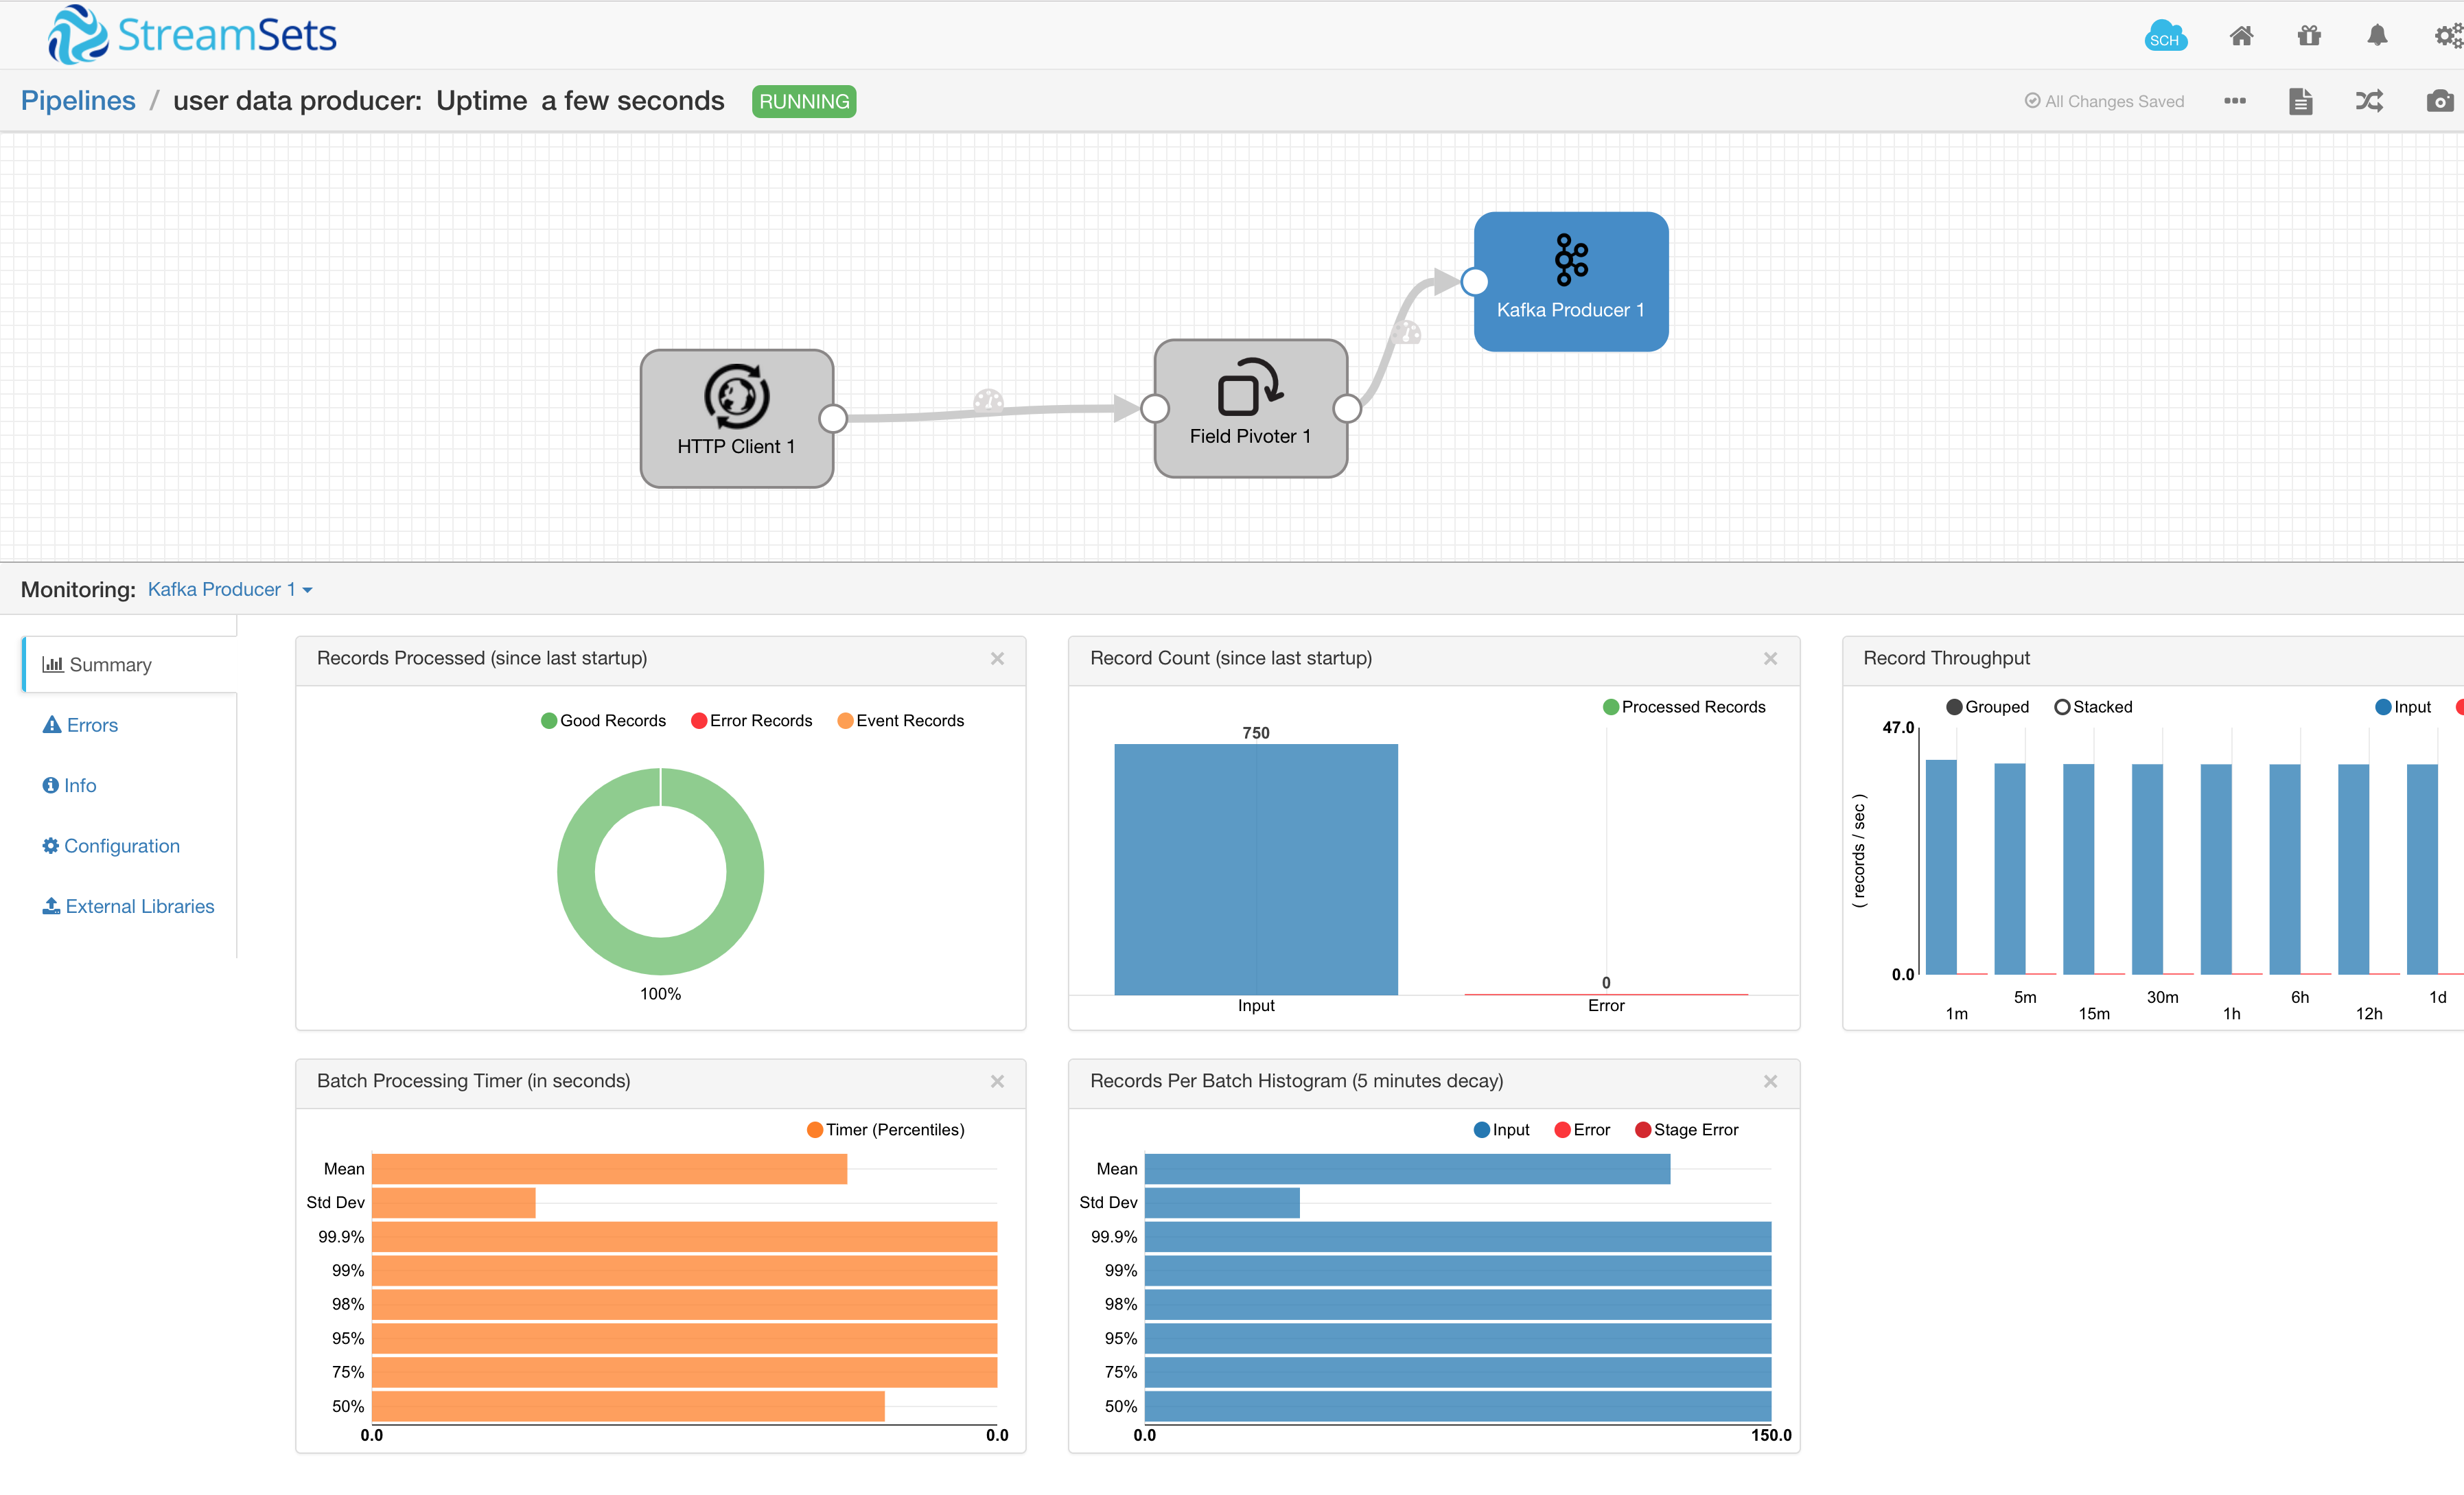 StreamSets
SCH
Pipelines / user data producer: Uptime a few seconds RUNNING
All Changes Saved
Kafka Producer 1
HTTP Client 1
Field Pivoter 1
Monitoring: Kafka Producer 1
Summary
Errors
Info
Configuration
External Libraries
Records Processed (since last startup)
Good Records Error Records Event Records
100%
Record Count (since last startup)
Processed Records
750
0
Input Error
Record Throughput
Grouped Stacked Input
47.0
( records / sec )
0.0
1m 5m 15m 30m 1h 6h 12h 1d
Batch Processing Timer (in seconds)
Timer (Percentiles)
Mean
Std Dev
99.9%
99%
98%
95%
75%
50%
0.0 0.0
Records Per Batch Histogram (5 minutes decay)
Input Error Stage Error
Mean
Std Dev
99.9%
99%
98%
95%
75%
50%
0.0 150.0